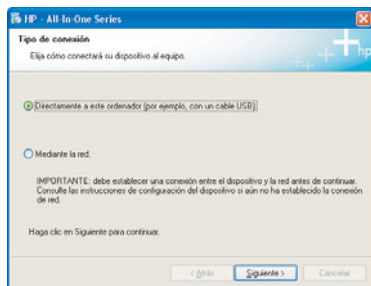 HP - All-In-One Series
Tipo de conexión
Elija cómo conectará su dispositivo al equipo.
hp
Directamente a este ordenador (por ejemplo, con un cable USB)
Mediante la red.
IMPORTANTE: debe establecer una conexión entre el dispositivo y la red antes de continuar.
Consulte las instrucciones de configuración del dispositivo si aún no ha establecido la conexión
de red.
Haga clic en Siguiente para continuar.
< Atrás
Siguiente >
Cancelar